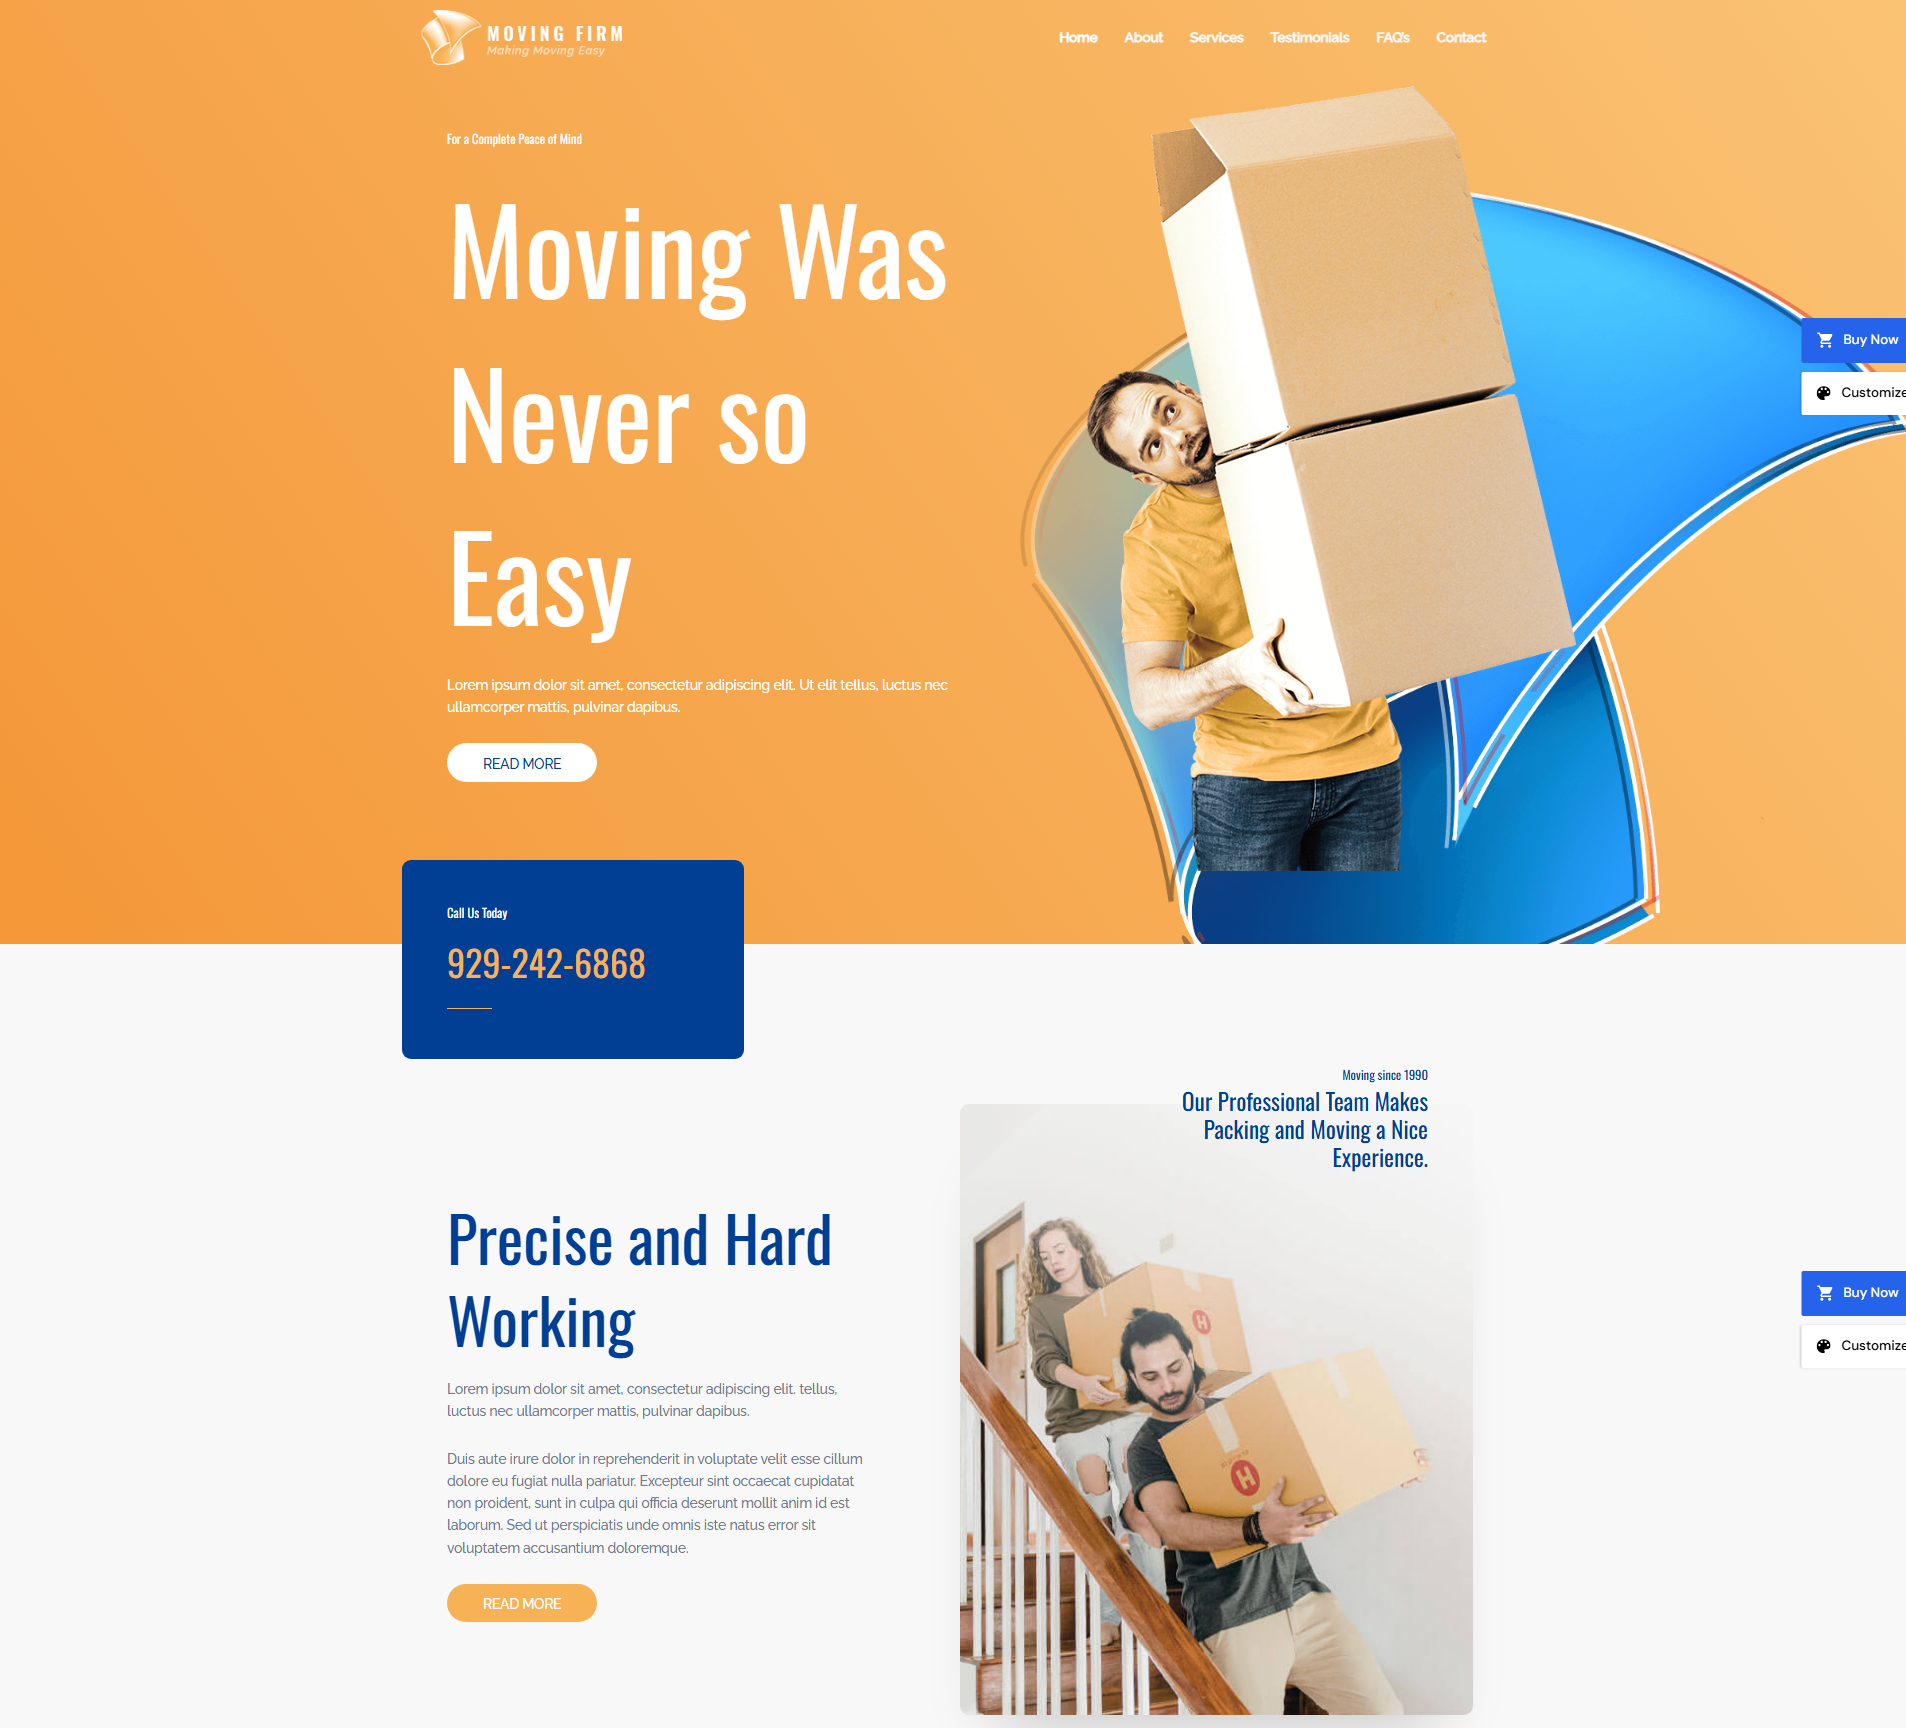 MOVING FIRM
Making Moving Easy
Home About Services Testimonials FAQ's Contact
For a Complete Peace of Mind
Moving Was
Never so
Easy
Lorem ipsum dolor sit amet, consectetur adipiscing elit. Ut elit tellus, luctus nec
ullamcorper mattis, pulvinar dapibus.
READ MORE
Buy Now
Customize
Call Us Today
929-242-6868
Moving since 1990
Our Professional Team Makes
Packing and Moving a Nice
Experience.
Precise and Hard
Working
Lorem ipsum dolor sit amet, consectetur adipiscing elit. tellus,
luctus nec ullamcorper mattis, pulvinar dapibus.
Duis aute irure dolor in reprehenderit in voluptate velit esse cillum
dolore eu fugiat nulla pariatur. Excepteur sint occaecat cupidatat
non proident, sunt in culpa qui officia deserunt mollit anim id est
laborum. Sed ut perspiciatis unde omnis iste natus error sit
voluptatem accusantium doloremque.
READ MORE
Buy Now
Customize
H
H